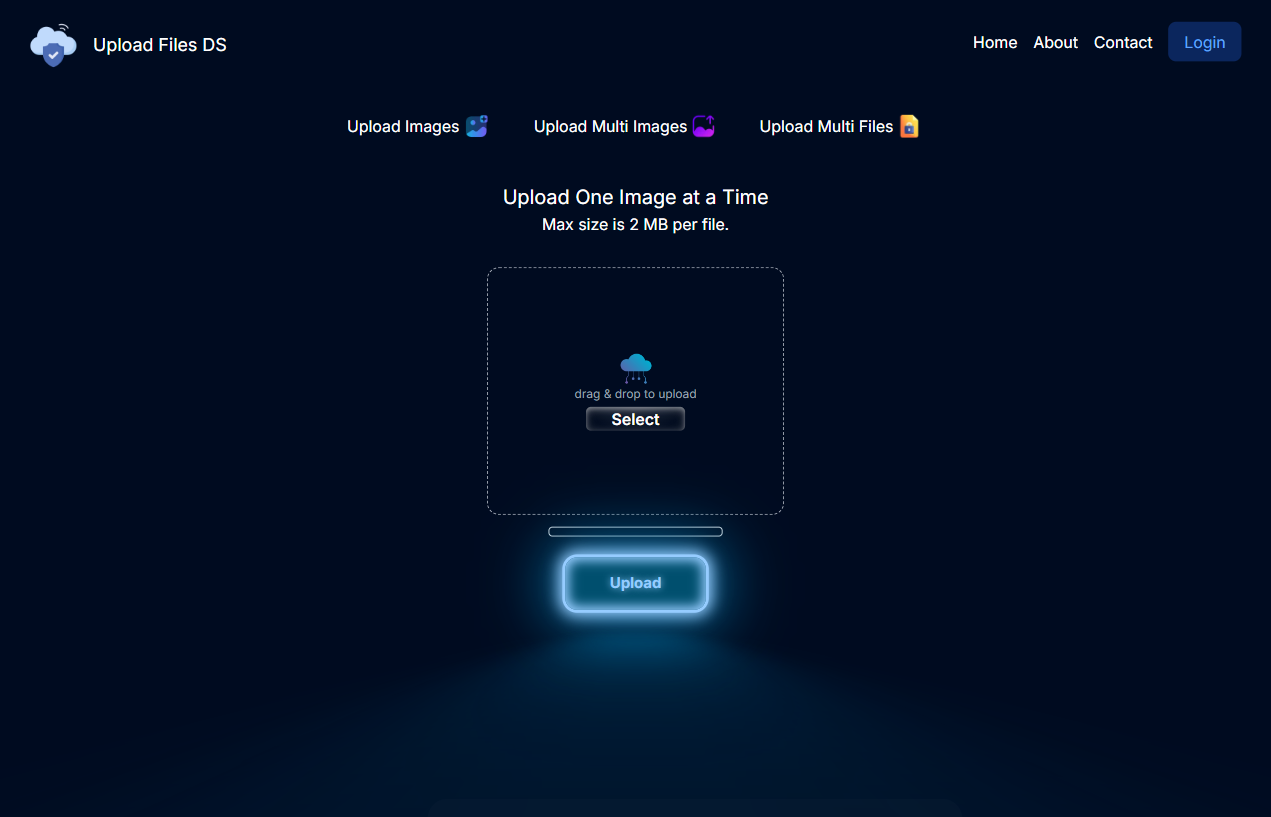 Upload Files DS
Home About Contact Login
Upload Images Upload Multi Images Upload Multi Files
Upload One Image at a Time
Max size is 2 MB per file.
drag & drop to upload
Select
Upload